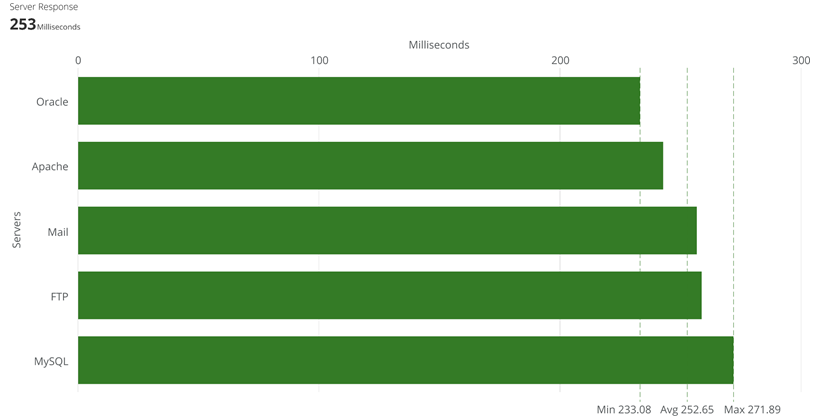 Server Response
253 Milliseconds
Milliseconds
0 100 200 300
Oracle
Apache
Mail
FTP
MySQL
Servers
Min 233.08 Avg 252.65 Max 271.89